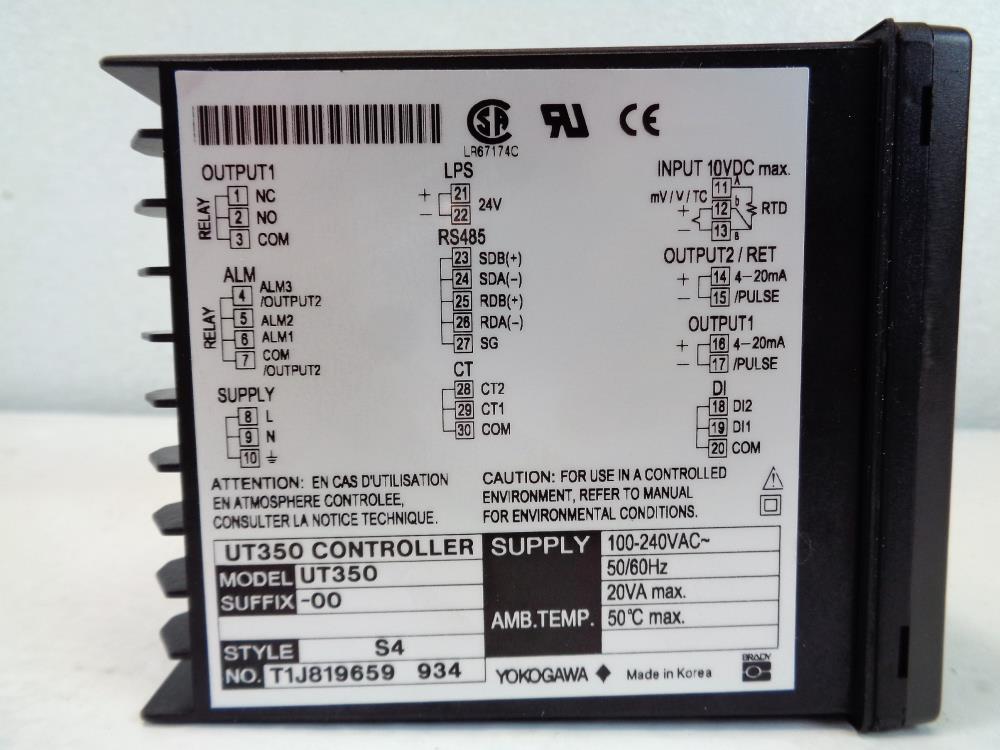 LR67174C
CE
OUTPUT1
RELAY
1 NC
2 NO
3 COM
ALM
RELAY
4 ALM3
/OUTPUT2
5 ALM2
6 ALM1
7 COM
/OUTPUT2
SUPPLY
8 L
9 N
10
LPS
+ 21
24V
- 22
RS485
23 SDB(+)
24 SDA(-)
25 RDB(+)
26 RDA(-)
27 SG
CT
28 CT2
29 CT1
30 COM
INPUT 10VDC max.
mV/V/TC
11 A
+ 12 b
RTD
- 13 B
OUTPUT2 / RET
+ 14 4-20mA
- 15 /PULSE
OUTPUT1
+ 16 4-20mA
- 17 /PULSE
DI
18 DI2
19 DI1
20 COM
ATTENTION: EN CAS D'UTILISATION
EN ATMOSPHERE CONTROLEE,
CONSULTER LA NOTICE TECHNIQUE.
CAUTION: FOR USE IN A CONTROLLED
ENVIRONMENT, REFER TO MANUAL
FOR ENVIRONMENTAL CONDITIONS.
UT350 CONTROLLER
MODEL UT350
SUFFIX -00
STYLE S4
NO. T1J819659 934
SUPPLY 100-240VAC~
50/60Hz
20VA max.
AMB.TEMP. 50°C max.
YOKOGAWA Made in Korea
BRADY